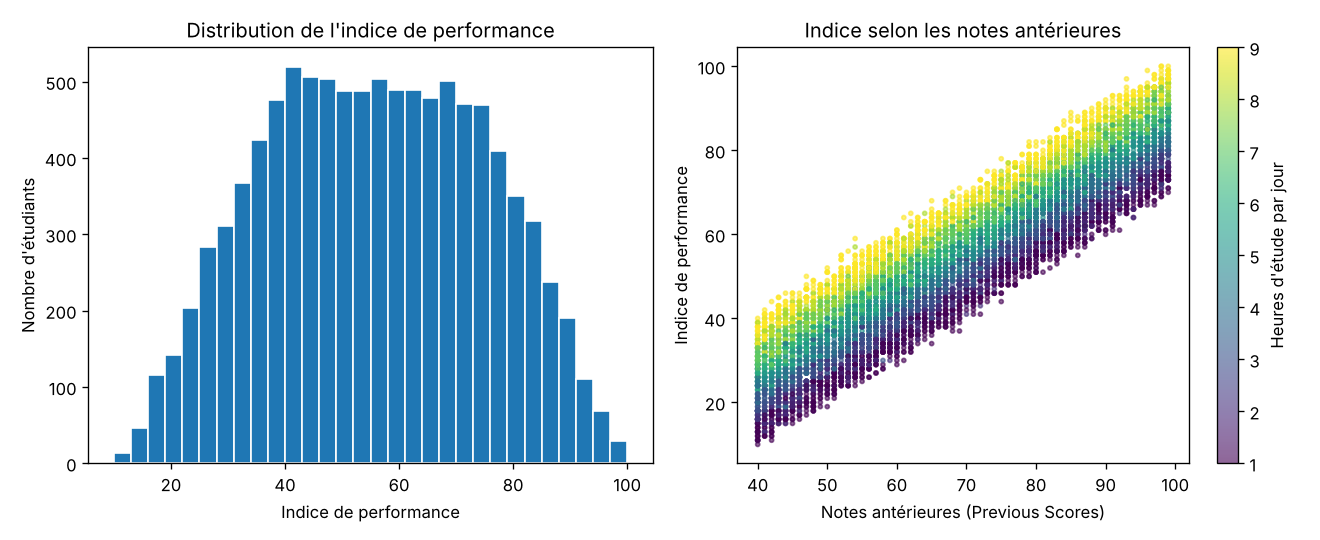 Distribution de l'indice de performance
Nombre d'étudiants
500
400
300
200
100
0
20 40 60 80 100
Indice de performance
Indice selon les notes antérieures
Indice de performance
100
80
60
40
20
40 50 60 70 80 90 100
Notes antérieures (Previous Scores)
9
8
7
6
5
4
3
2
1
Heures d'étude par jour